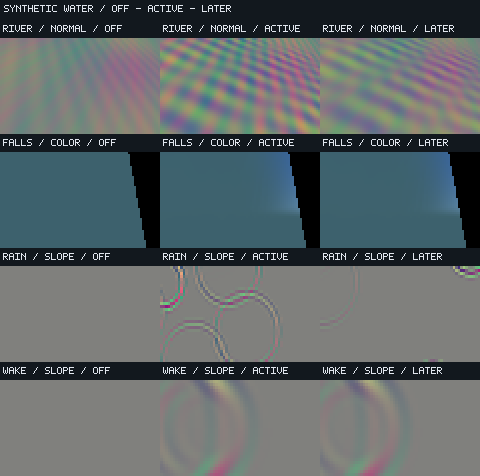 SYNTHETIC WATER / OFF - ACTIVE - LATER
RIVER / NORMAL / OFF
RIVER / NORMAL / ACTIVE
RIVER / NORMAL / LATER
FALLS / COLOR / OFF
FALLS / COLOR / ACTIVE
FALLS / COLOR / LATER
RAIN / SLOPE / OFF
RAIN / SLOPE / ACTIVE
RAIN / SLOPE / LATER
WAKE / SLOPE / OFF
WAKE / SLOPE / ACTIVE
WAKE / SLOPE / LATER